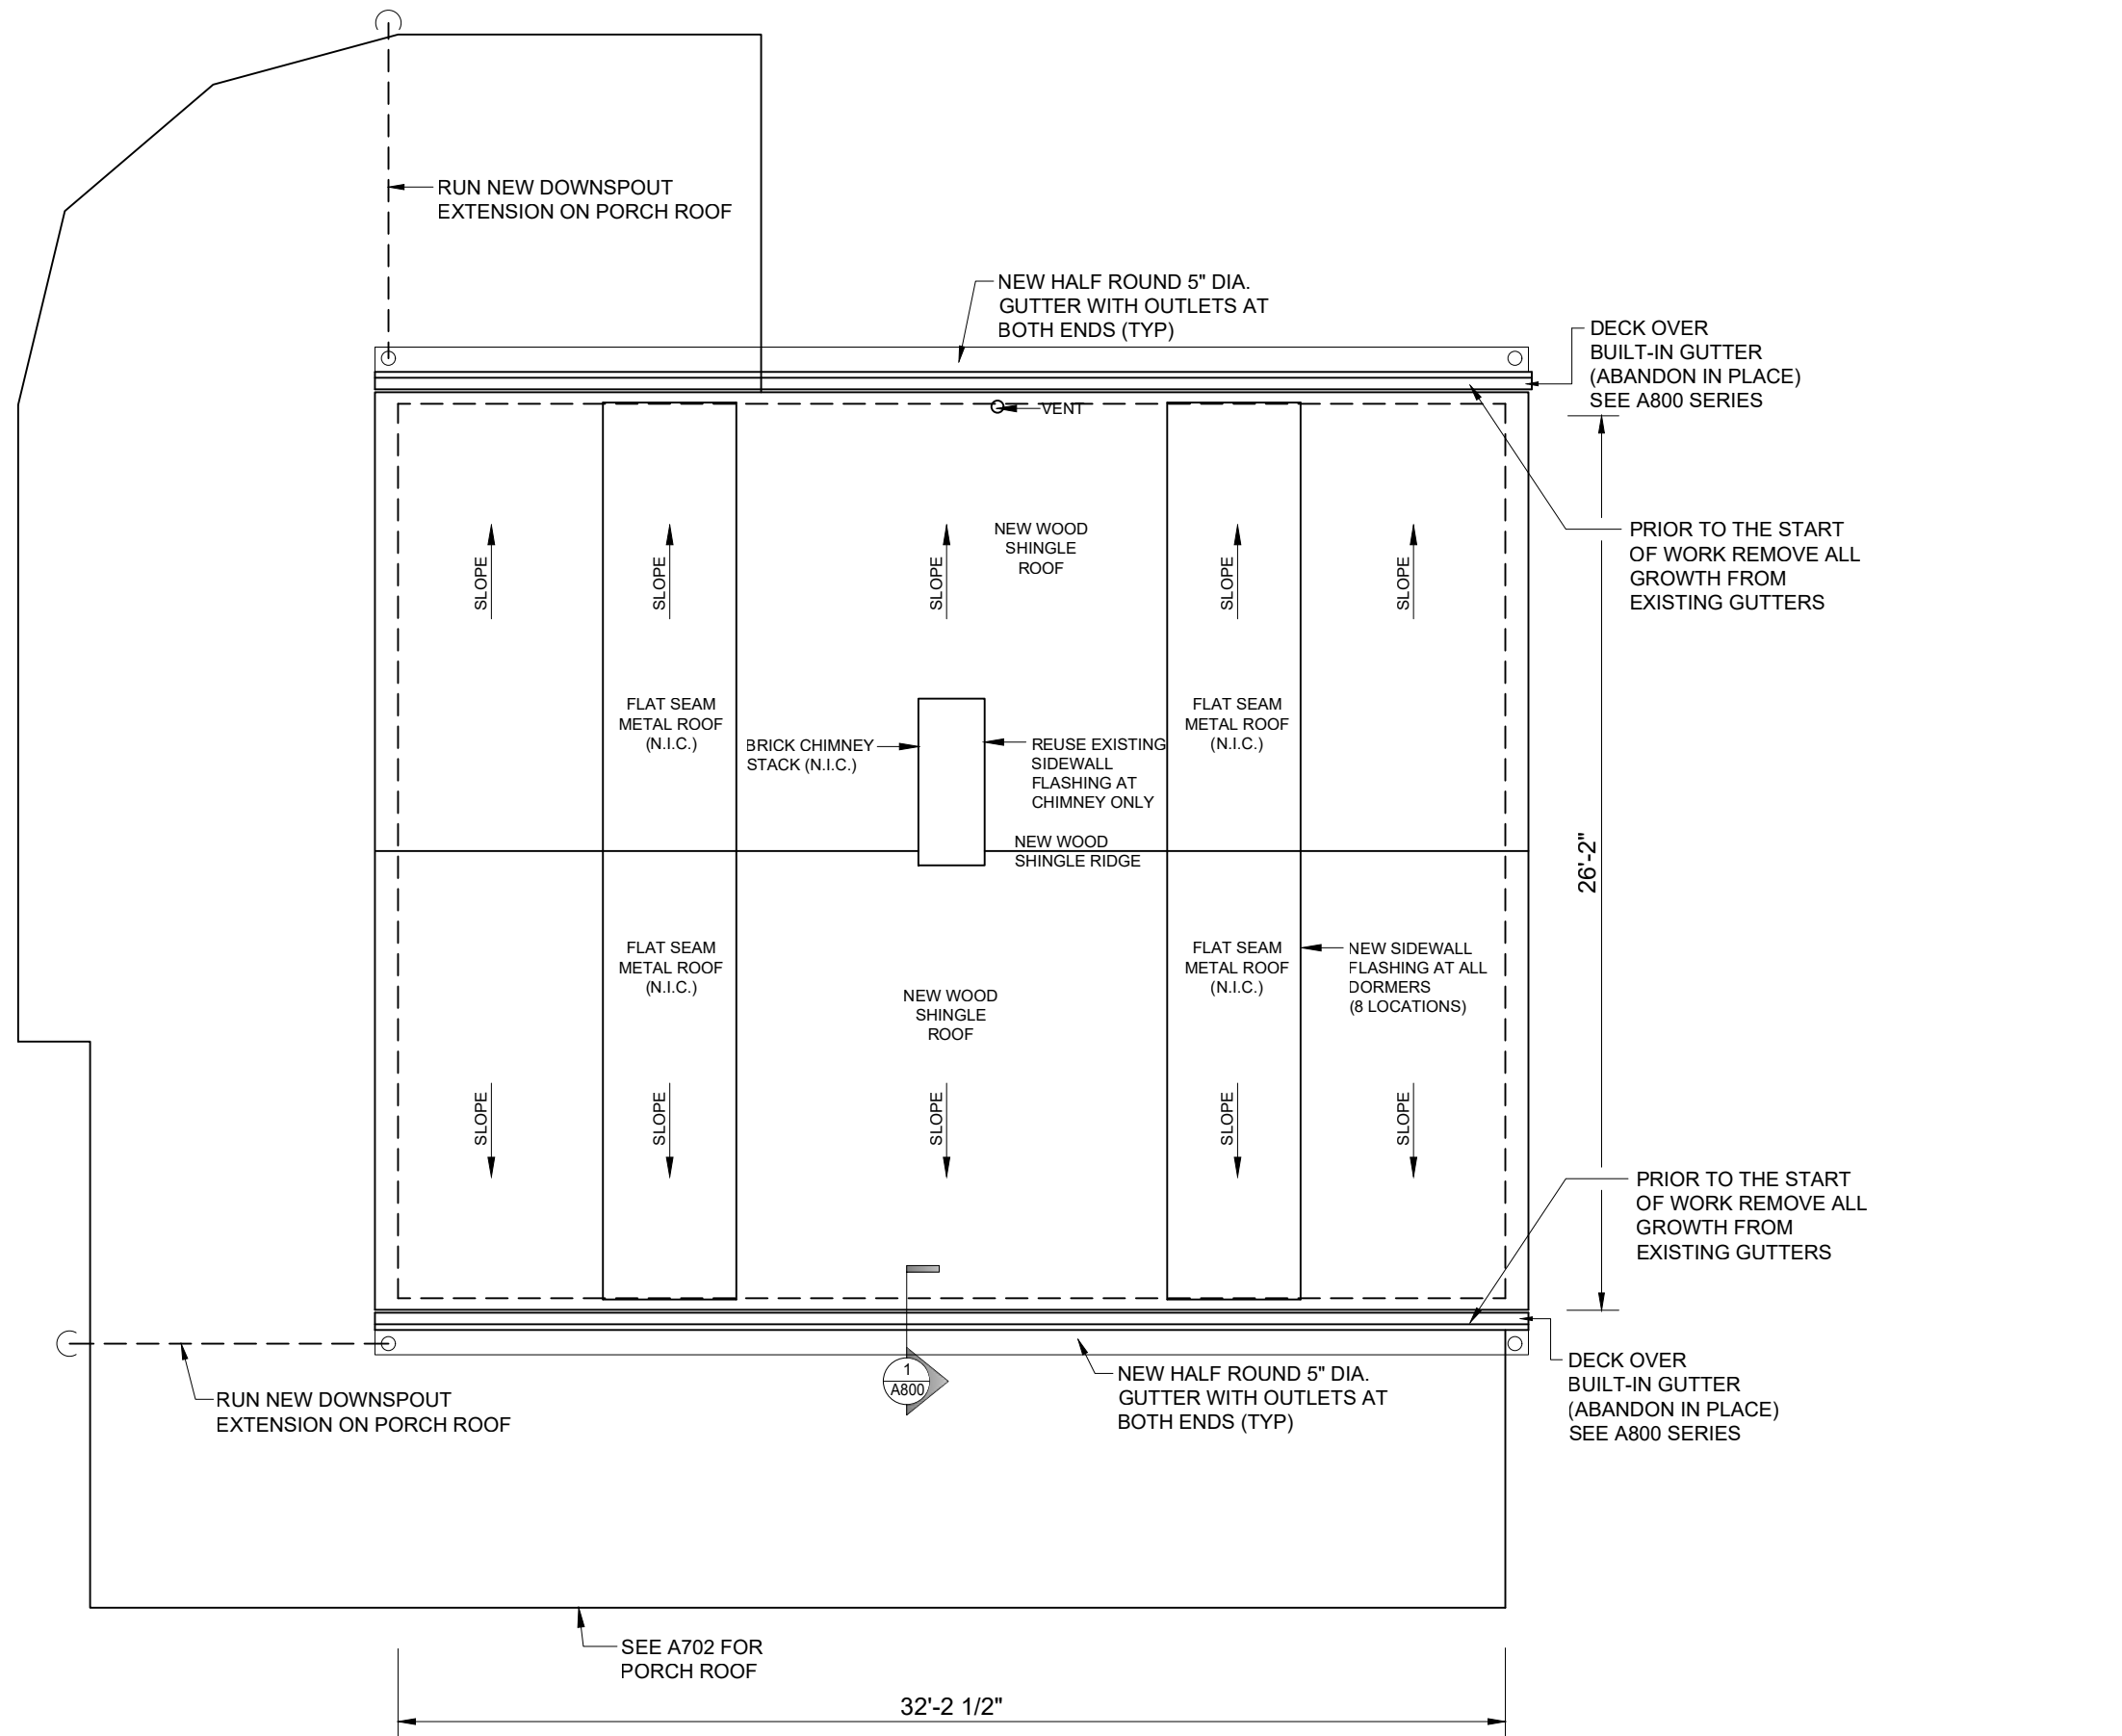 RUN NEW DOWNSPOUT
EXTENSION ON PORCH ROOF
NEW HALF ROUND 5" DIA.
GUTTER WITH OUTLETS AT
BOTH ENDS (TYP)
DECK OVER
BUILT-IN GUTTER
(ABANDON IN PLACE)
SEE A800 SERIES
VENT
PRIOR TO THE START
OF WORK REMOVE ALL
GROWTH FROM
EXISTING GUTTERS
NEW WOOD
SHINGLE
ROOF
SLOPE
SLOPE
SLOPE
SLOPE
SLOPE
FLAT SEAM
METAL ROOF
(N.I.C.)
BRICK CHIMNEY
STACK (N.I.C.)
REUSE EXISTING
SIDEWALL
FLASHING AT
CHIMNEY ONLY
FLAT SEAM
METAL ROOF
(N.I.C.)
NEW WOOD
SHINGLE RIDGE
26'-2"
FLAT SEAM
METAL ROOF
(N.I.C.)
NEW WOOD
SHINGLE
ROOF
FLAT SEAM
METAL ROOF
(N.I.C.)
NEW SIDEWALL
FLASHING AT ALL
DORMERS
(8 LOCATIONS)
SLOPE
SLOPE
SLOPE
SLOPE
SLOPE
PRIOR TO THE START
OF WORK REMOVE ALL
GROWTH FROM
EXISTING GUTTERS
RUN NEW DOWNSPOUT
EXTENSION ON PORCH ROOF
1
A800
NEW HALF ROUND 5" DIA.
GUTTER WITH OUTLETS AT
BOTH ENDS (TYP)
DECK OVER
BUILT-IN GUTTER
(ABANDON IN PLACE)
SEE A800 SERIES
SEE A702 FOR
PORCH ROOF
32'-2 1/2"